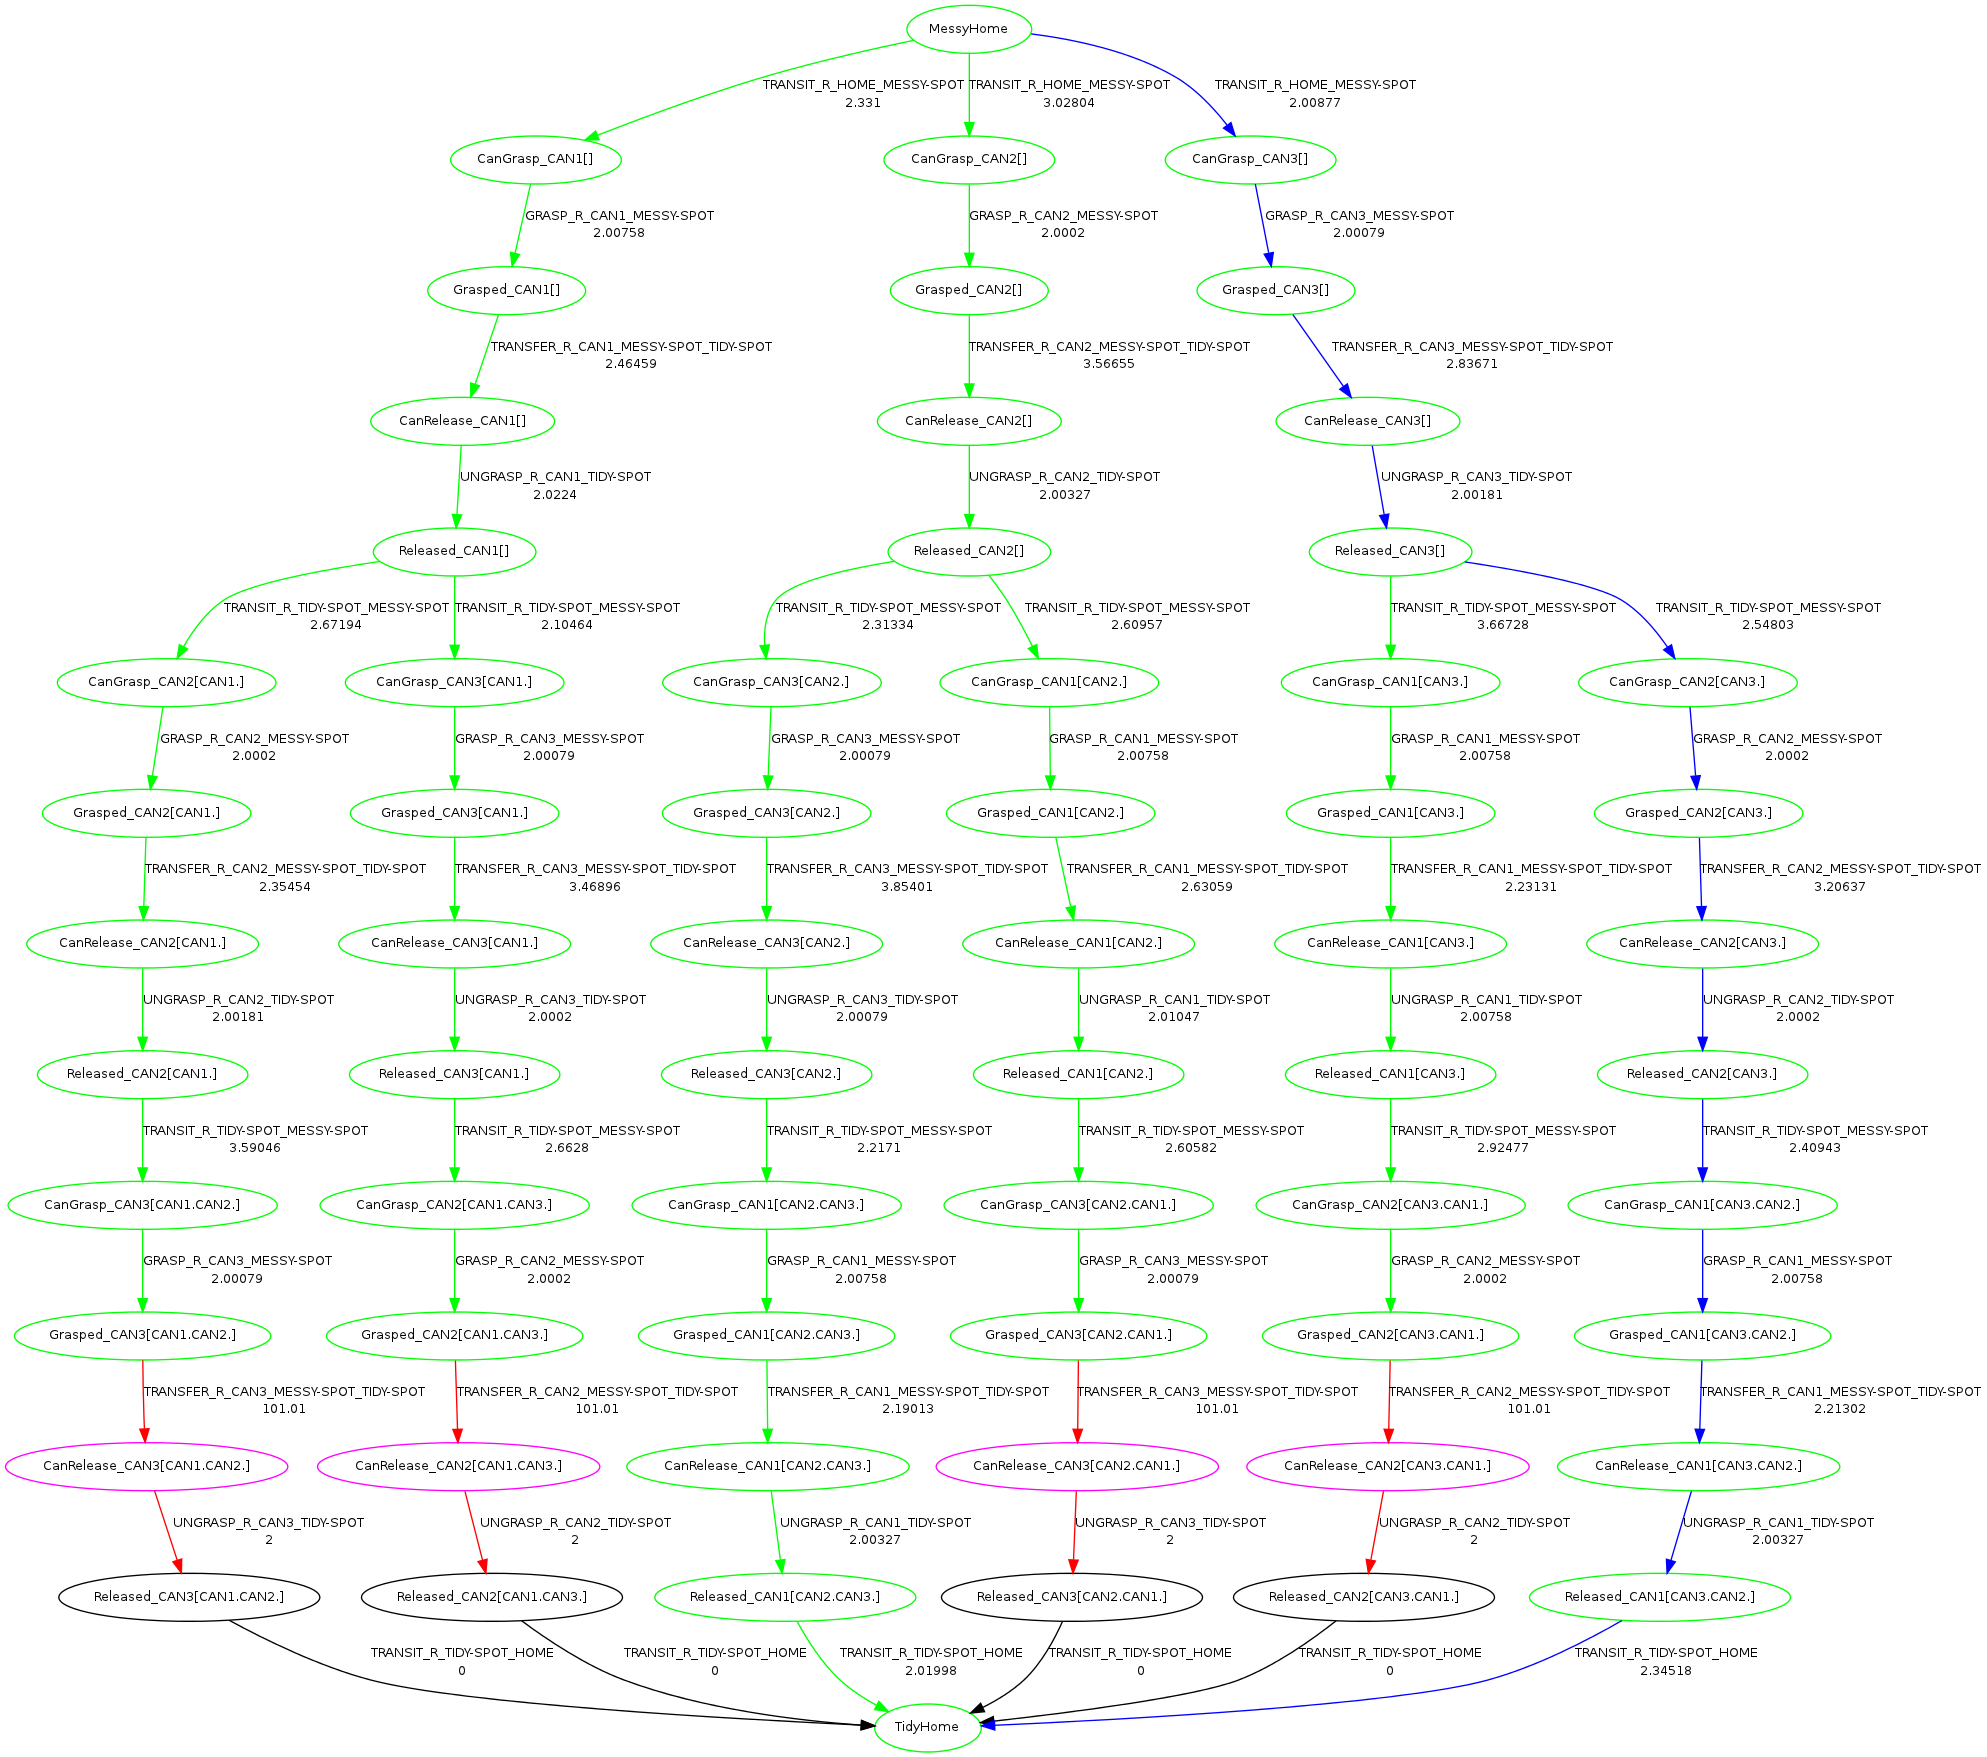 MessyHome
TRANSIT_R_HOME_MESSY-SPOT
2.331
TRANSIT_R_HOME_MESSY-SPOT
3.02804
TRANSIT_R_HOME_MESSY-SPOT
2.00877
CanGrasp_CAN1[]
CanGrasp_CAN2[]
CanGrasp_CAN3[]
GRASP_R_CAN1_MESSY-SPOT
2.00758
GRASP_R_CAN2_MESSY-SPOT
2.0002
GRASP_R_CAN3_MESSY-SPOT
2.00079
Grasped_CAN1[]
Grasped_CAN2[]
Grasped_CAN3[]
TRANSFER_R_CAN1_MESSY-SPOT_TIDY-SPOT
2.46459
TRANSFER_R_CAN2_MESSY-SPOT_TIDY-SPOT
3.56655
TRANSFER_R_CAN3_MESSY-SPOT_TIDY-SPOT
2.83671
CanRelease_CAN1[]
CanRelease_CAN2[]
CanRelease_CAN3[]
UNGRASP_R_CAN1_TIDY-SPOT
2.0224
UNGRASP_R_CAN2_TIDY-SPOT
2.00327
UNGRASP_R_CAN3_TIDY-SPOT
2.00181
Released_CAN1[]
Released_CAN2[]
Released_CAN3[]
TRANSIT_R_TIDY-SPOT_MESSY-SPOT
2.67194
TRANSIT_R_TIDY-SPOT_MESSY-SPOT
2.10464
TRANSIT_R_TIDY-SPOT_MESSY-SPOT
2.31334
TRANSIT_R_TIDY-SPOT_MESSY-SPOT
2.60957
TRANSIT_R_TIDY-SPOT_MESSY-SPOT
3.66728
TRANSIT_R_TIDY-SPOT_MESSY-SPOT
2.54803
CanGrasp_CAN2[CAN1.]
CanGrasp_CAN3[CAN1.]
CanGrasp_CAN3[CAN2.]
CanGrasp_CAN1[CAN2.]
CanGrasp_CAN1[CAN3.]
CanGrasp_CAN2[CAN3.]
GRASP_R_CAN2_MESSY-SPOT
2.0002
GRASP_R_CAN3_MESSY-SPOT
2.00079
GRASP_R_CAN3_MESSY-SPOT
2.00079
GRASP_R_CAN1_MESSY-SPOT
2.00758
GRASP_R_CAN1_MESSY-SPOT
2.00758
GRASP_R_CAN2_MESSY-SPOT
2.0002
Grasped_CAN2[CAN1.]
Grasped_CAN3[CAN1.]
Grasped_CAN3[CAN2.]
Grasped_CAN1[CAN2.]
Grasped_CAN1[CAN3.]
Grasped_CAN2[CAN3.]
TRANSFER_R_CAN2_MESSY-SPOT_TIDY-SPOT
2.35454
TRANSFER_R_CAN3_MESSY-SPOT_TIDY-SPOT
3.46896
TRANSFER_R_CAN3_MESSY-SPOT_TIDY-SPOT
3.85401
TRANSFER_R_CAN1_MESSY-SPOT_TIDY-SPOT
2.63059
TRANSFER_R_CAN1_MESSY-SPOT_TIDY-SPOT
2.23131
TRANSFER_R_CAN2_MESSY-SPOT_TIDY-SPOT
3.20637
CanRelease_CAN2[CAN1.]
CanRelease_CAN3[CAN1.]
CanRelease_CAN3[CAN2.]
CanRelease_CAN1[CAN2.]
CanRelease_CAN1[CAN3.]
CanRelease_CAN2[CAN3.]
UNGRASP_R_CAN2_TIDY-SPOT
2.00181
UNGRASP_R_CAN3_TIDY-SPOT
2.0002
UNGRASP_R_CAN3_TIDY-SPOT
2.00079
UNGRASP_R_CAN1_TIDY-SPOT
2.01047
UNGRASP_R_CAN1_TIDY-SPOT
2.00758
UNGRASP_R_CAN2_TIDY-SPOT
2.0002
Released_CAN2[CAN1.]
Released_CAN3[CAN1.]
Released_CAN3[CAN2.]
Released_CAN1[CAN2.]
Released_CAN1[CAN3.]
Released_CAN2[CAN3.]
TRANSIT_R_TIDY-SPOT_MESSY-SPOT
3.59046
TRANSIT_R_TIDY-SPOT_MESSY-SPOT
2.6628
TRANSIT_R_TIDY-SPOT_MESSY-SPOT
2.2171
TRANSIT_R_TIDY-SPOT_MESSY-SPOT
2.60582
TRANSIT_R_TIDY-SPOT_MESSY-SPOT
2.92477
TRANSIT_R_TIDY-SPOT_MESSY-SPOT
2.40943
CanGrasp_CAN3[CAN1.CAN2.]
CanGrasp_CAN2[CAN1.CAN3.]
CanGrasp_CAN1[CAN2.CAN3.]
CanGrasp_CAN3[CAN2.CAN1.]
CanGrasp_CAN2[CAN3.CAN1.]
CanGrasp_CAN1[CAN3.CAN2.]
GRASP_R_CAN3_MESSY-SPOT
2.00079
GRASP_R_CAN2_MESSY-SPOT
2.0002
GRASP_R_CAN1_MESSY-SPOT
2.00758
GRASP_R_CAN3_MESSY-SPOT
2.00079
GRASP_R_CAN2_MESSY-SPOT
2.0002
GRASP_R_CAN1_MESSY-SPOT
2.00758
Grasped_CAN3[CAN1.CAN2.]
Grasped_CAN2[CAN1.CAN3.]
Grasped_CAN1[CAN2.CAN3.]
Grasped_CAN3[CAN2.CAN1.]
Grasped_CAN2[CAN3.CAN1.]
Grasped_CAN1[CAN3.CAN2.]
TRANSFER_R_CAN3_MESSY-SPOT_TIDY-SPOT
101.01
TRANSFER_R_CAN2_MESSY-SPOT_TIDY-SPOT
101.01
TRANSFER_R_CAN1_MESSY-SPOT_TIDY-SPOT
2.19013
TRANSFER_R_CAN3_MESSY-SPOT_TIDY-SPOT
101.01
TRANSFER_R_CAN2_MESSY-SPOT_TIDY-SPOT
101.01
TRANSFER_R_CAN1_MESSY-SPOT_TIDY-SPOT
2.21302
CanRelease_CAN3[CAN1.CAN2.]
CanRelease_CAN2[CAN1.CAN3.]
CanRelease_CAN1[CAN2.CAN3.]
CanRelease_CAN3[CAN2.CAN1.]
CanRelease_CAN2[CAN3.CAN1.]
CanRelease_CAN1[CAN3.CAN2.]
UNGRASP_R_CAN3_TIDY-SPOT
2
UNGRASP_R_CAN2_TIDY-SPOT
2
UNGRASP_R_CAN1_TIDY-SPOT
2.00327
UNGRASP_R_CAN3_TIDY-SPOT
2
UNGRASP_R_CAN2_TIDY-SPOT
2
UNGRASP_R_CAN1_TIDY-SPOT
2.00327
Released_CAN3[CAN1.CAN2.]
Released_CAN2[CAN1.CAN3.]
Released_CAN1[CAN2.CAN3.]
Released_CAN3[CAN2.CAN1.]
Released_CAN2[CAN3.CAN1.]
Released_CAN1[CAN3.CAN2.]
TRANSIT_R_TIDY-SPOT_HOME
0
TRANSIT_R_TIDY-SPOT_HOME
0
TRANSIT_R_TIDY-SPOT_HOME
2.01998
TRANSIT_R_TIDY-SPOT_HOME
0
TRANSIT_R_TIDY-SPOT_HOME
0
TRANSIT_R_TIDY-SPOT_HOME
2.34518
TidyHome